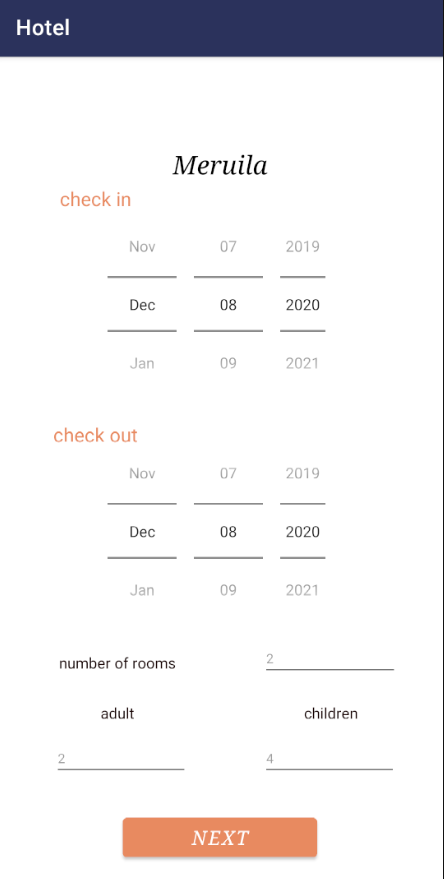 Hotel
Meruila
check in
Nov 07 2019
Dec 08 2020
Jan 09 2021
check out
Nov 07 2019
Dec 08 2020
Jan 09 2021
number of rooms 2
adult children
2 4
NEXT